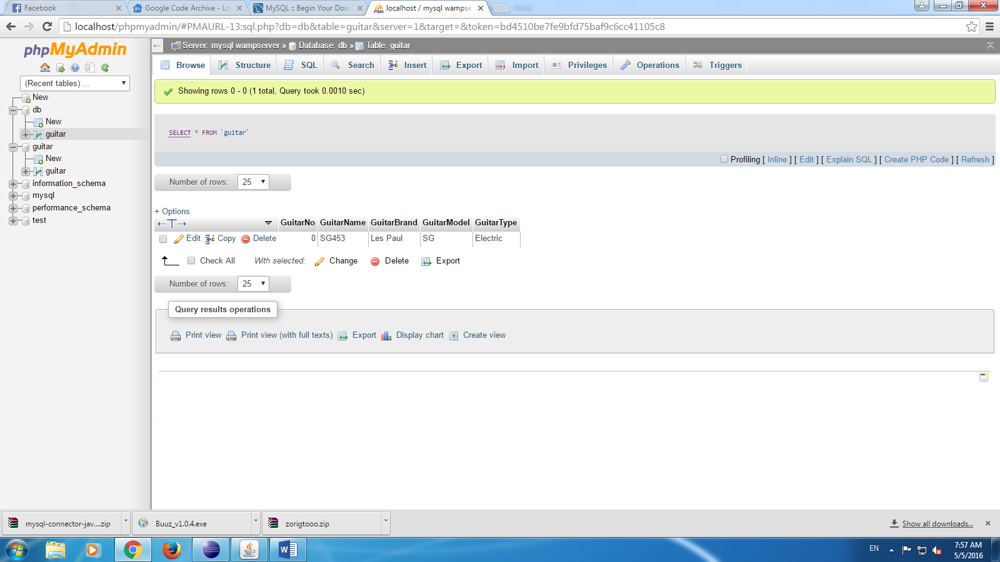 Facebook
Google Code Archive - Lo
MySQL :: Begin Your Dow
localhost / mysql wampse
localhost/phpmyadmin/#PMAURL-13:sql.php?db=db&table=guitar&server=1&target=&token=bd4510be7fe9bfd75baf9c6cc41105c8
phpMyAdmin
(Recent tables) ...
New
db
New
guitar
guitar
New
guitar
information_schema
mysql
performance_schema
test
Server: mysql wampserver » Database: db » Table: guitar
Browse Structure SQL Search Insert Export Import Privileges Operations Triggers
Showing rows 0 - 0 (1 total, Query took 0.0010 sec)
SELECT * FROM `guitar`
Profiling [ Inline ] [ Edit ] [ Explain SQL ] [ Create PHP Code ] [ Refresh ]
Number of rows: 25
+ Options
GuitarNo GuitarName GuitarBrand GuitarModel GuitarType
Edit Copy Delete 0 SG453 Les Paul SG Electric
Check All With selected: Change Delete Export
Number of rows: 25
Query results operations
Print view Print view (with full texts) Export Display chart Create view
mysql-connector-jav....zip
Buuz_v1.0.4.exe
zorigtooo.zip
Show all downloads...
EN
7:57 AM
5/5/2016